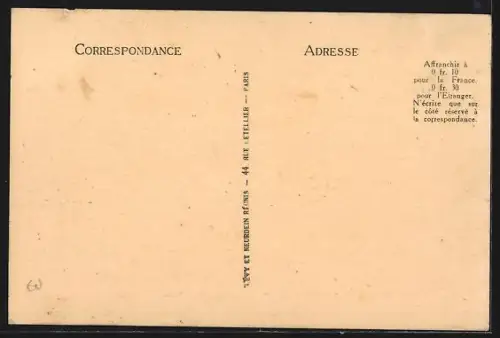 CORRESPONDANCE
ADRESSE
Affranchir à
0 fr. 10
pour la France.
0 fr. 30
pour l'Etranger.
N'écrire que sur
le côté réservé à
la correspondance.
LÉVY ET NEURDEIN RÉUNIS — 44, RUE LETELLIER — PARIS